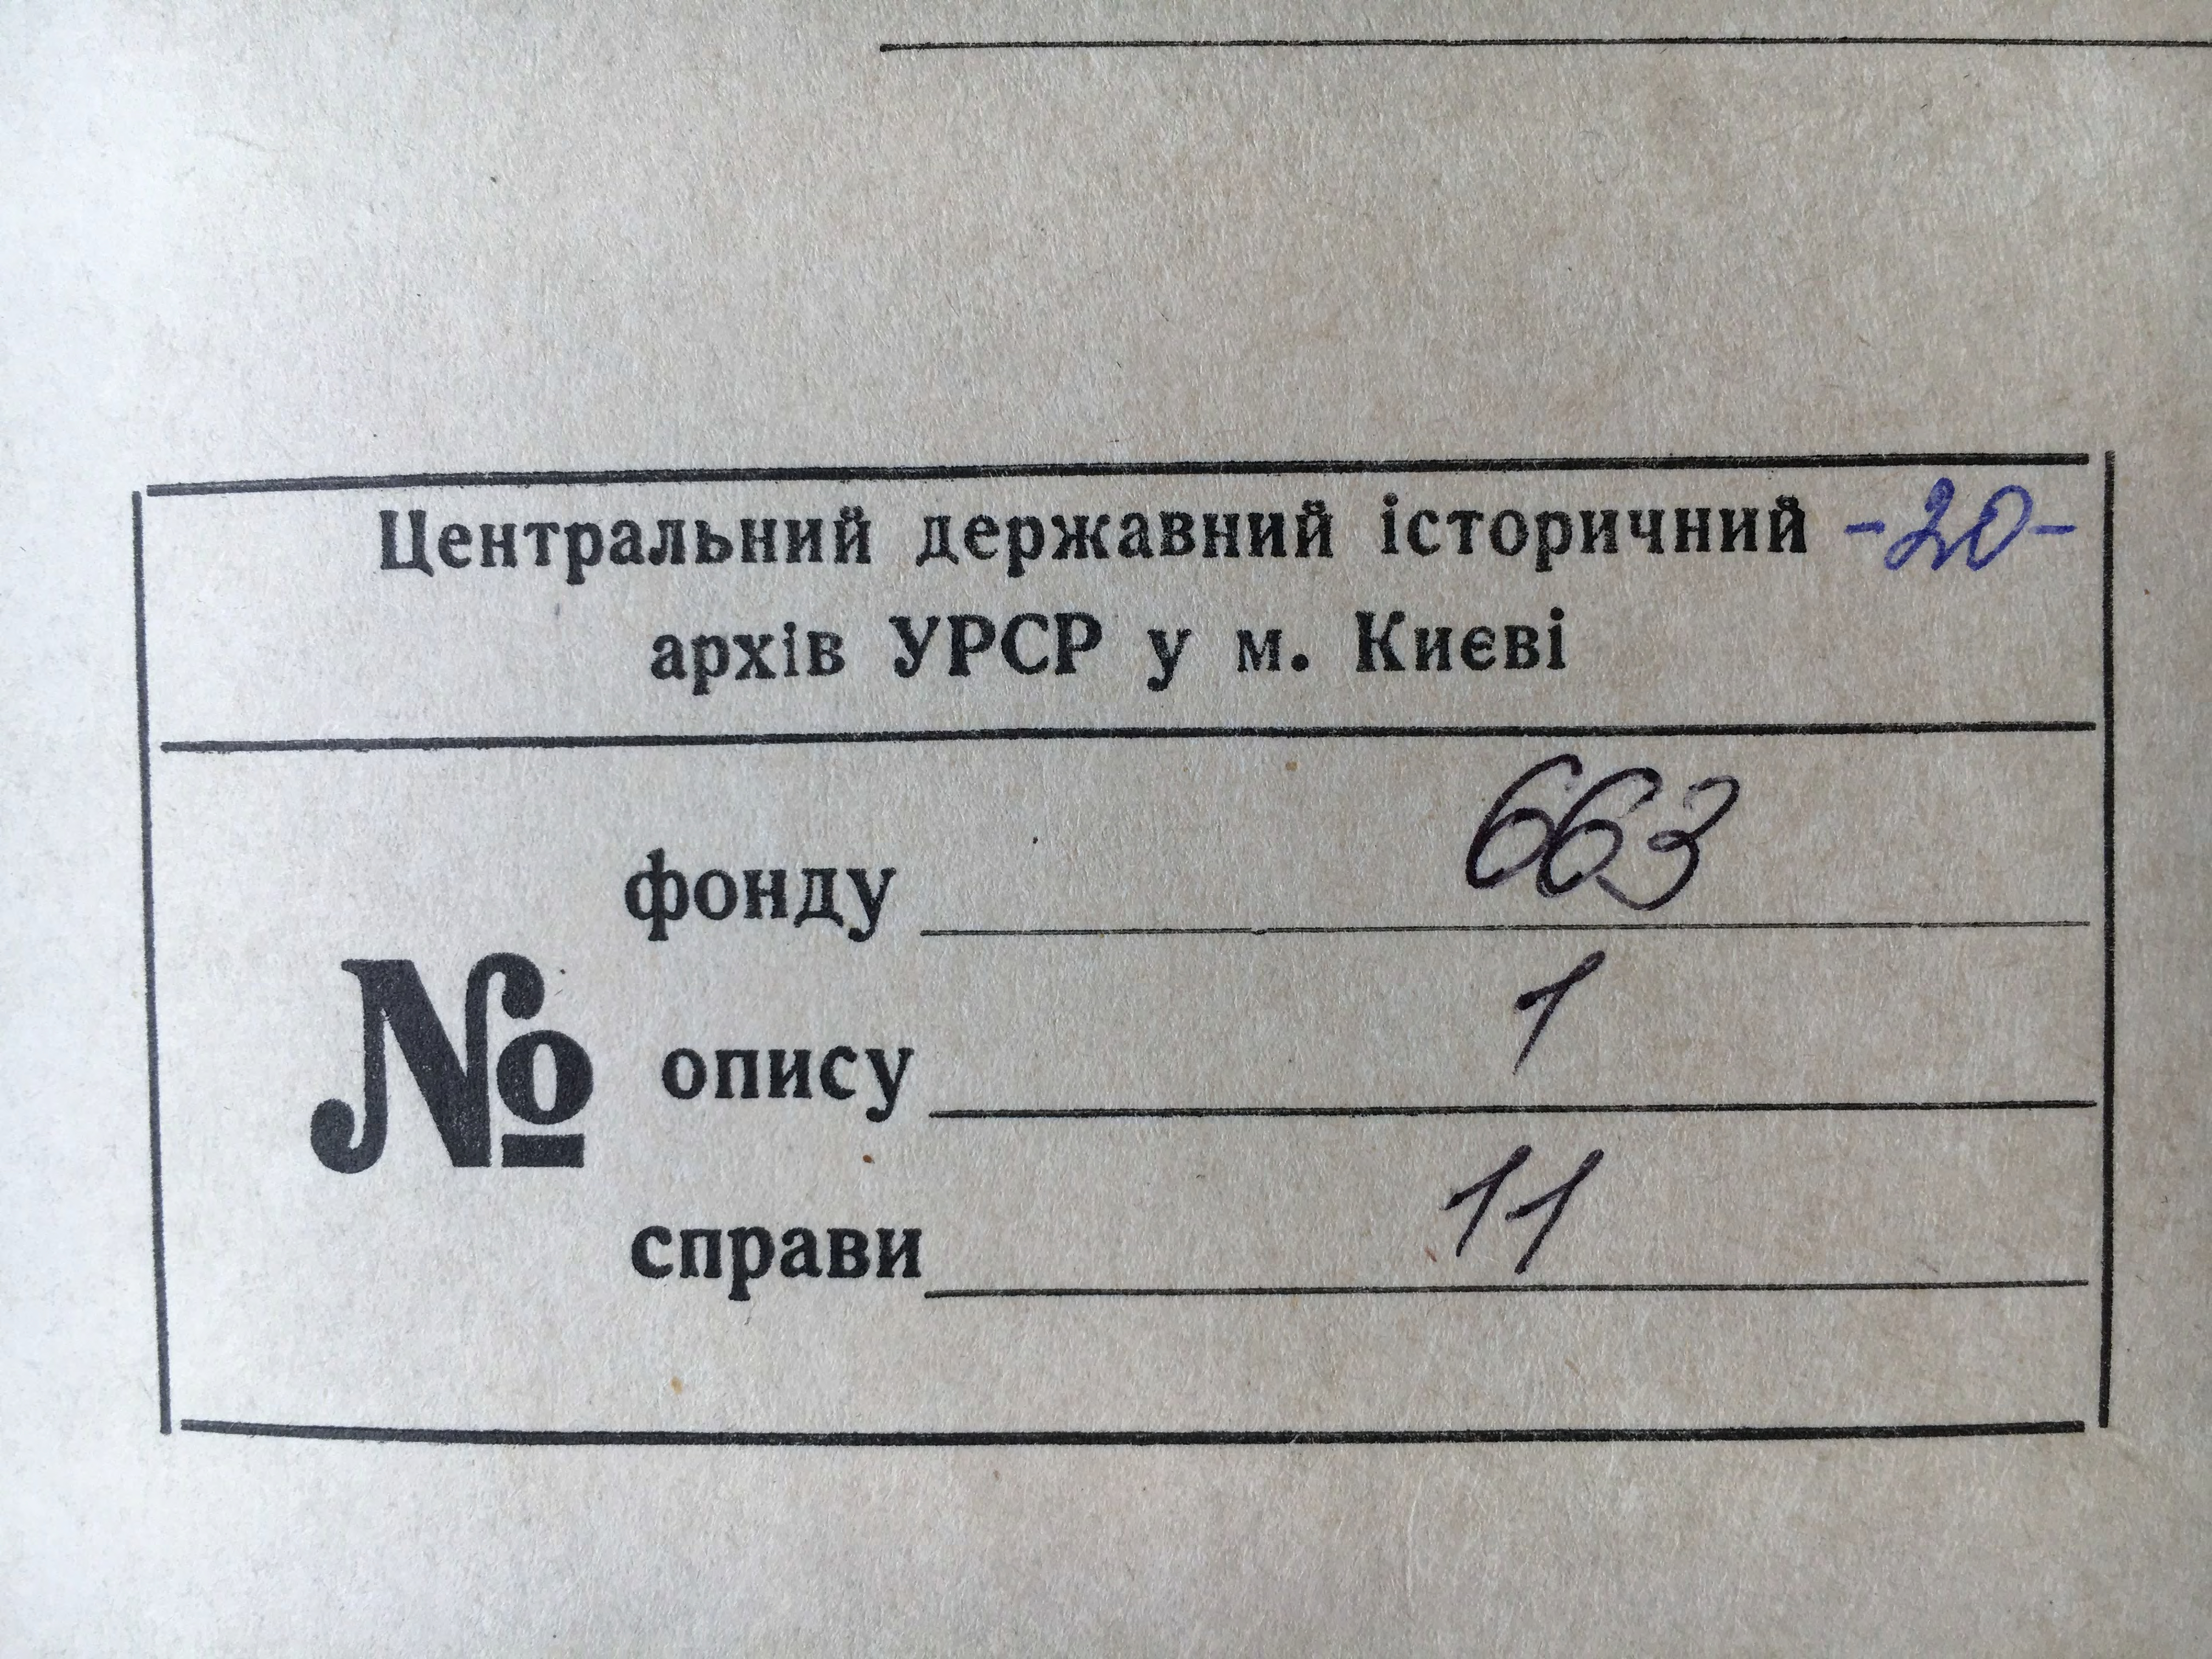 Центральний державний історичний -20-
архів УРСР у м. Києві
фонду 663
№ опису 1
справи 11